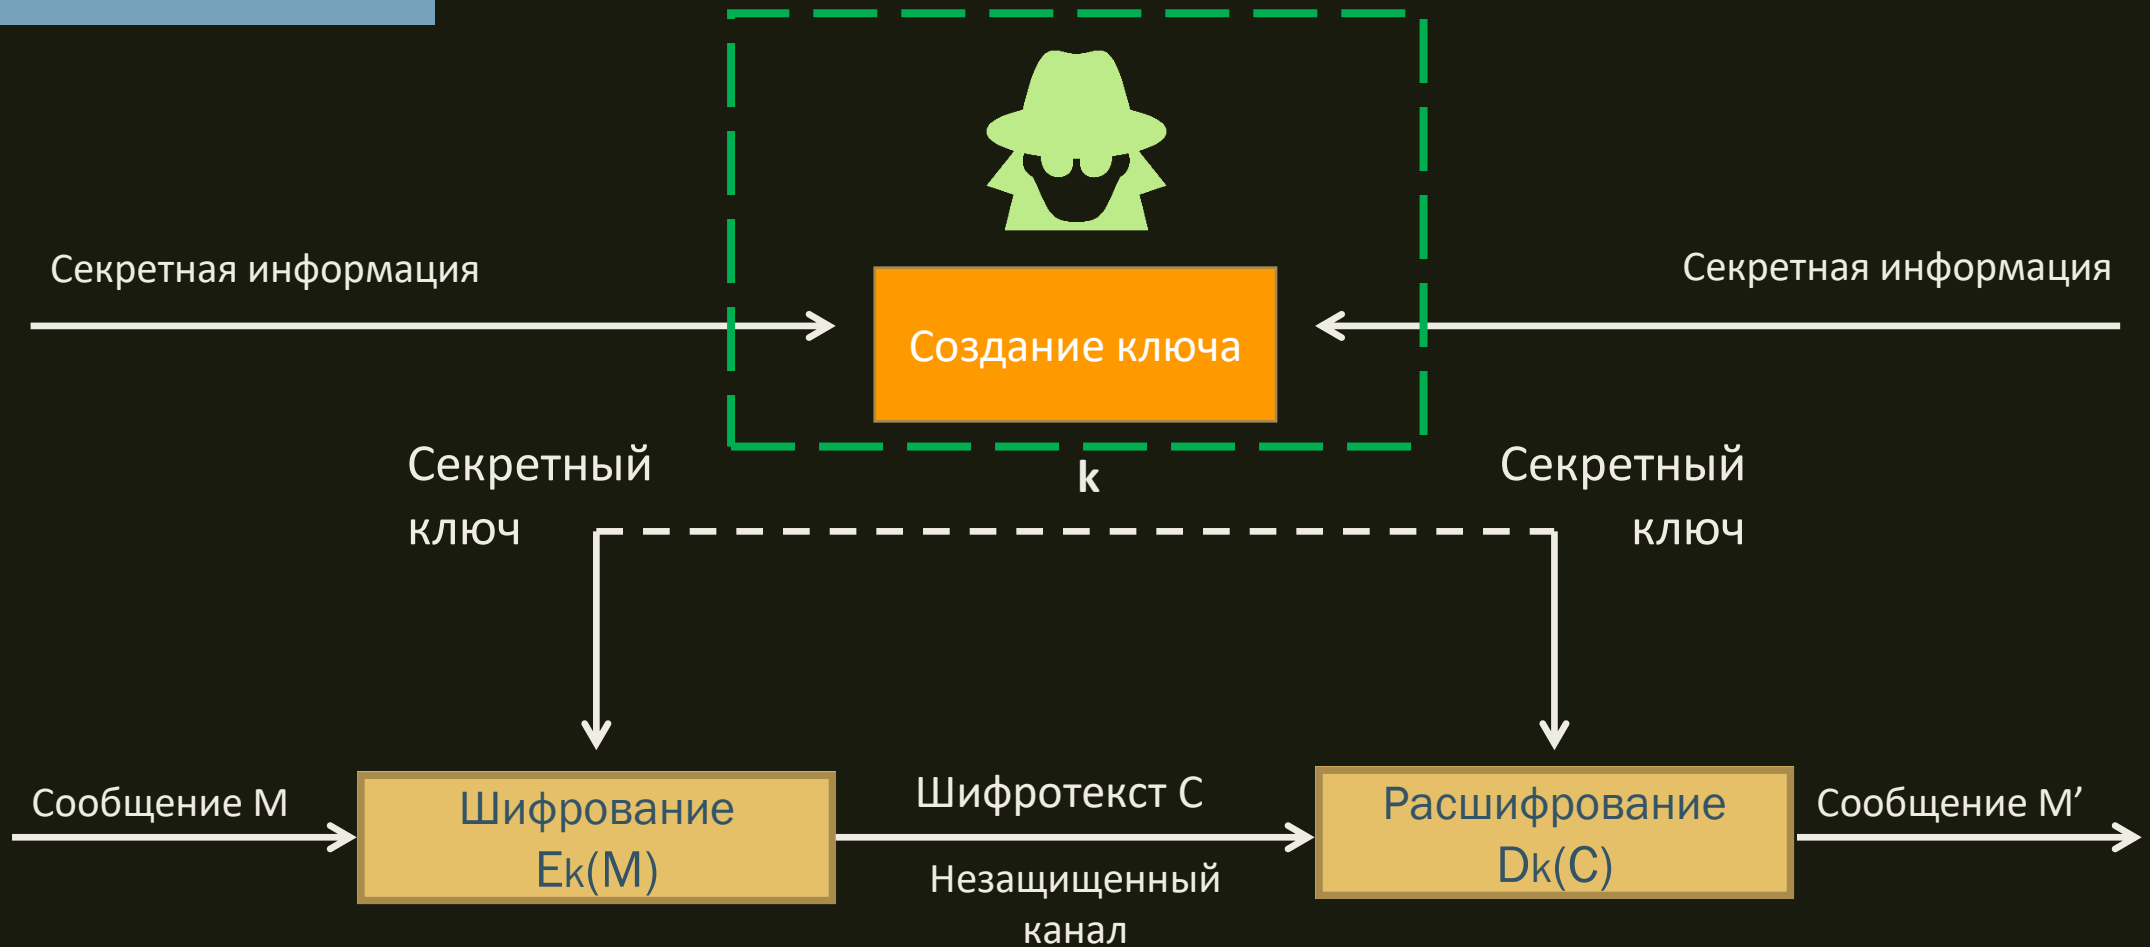 Секретная информация
Секретная информация
Создание ключа
Секретный
ключ
k
Секретный
ключ
Сообщение М
Шифрование
Ek(M)
Шифротекст С
Незащищенный
канал
Расшифрование
Dk(C)
Сообщение М’